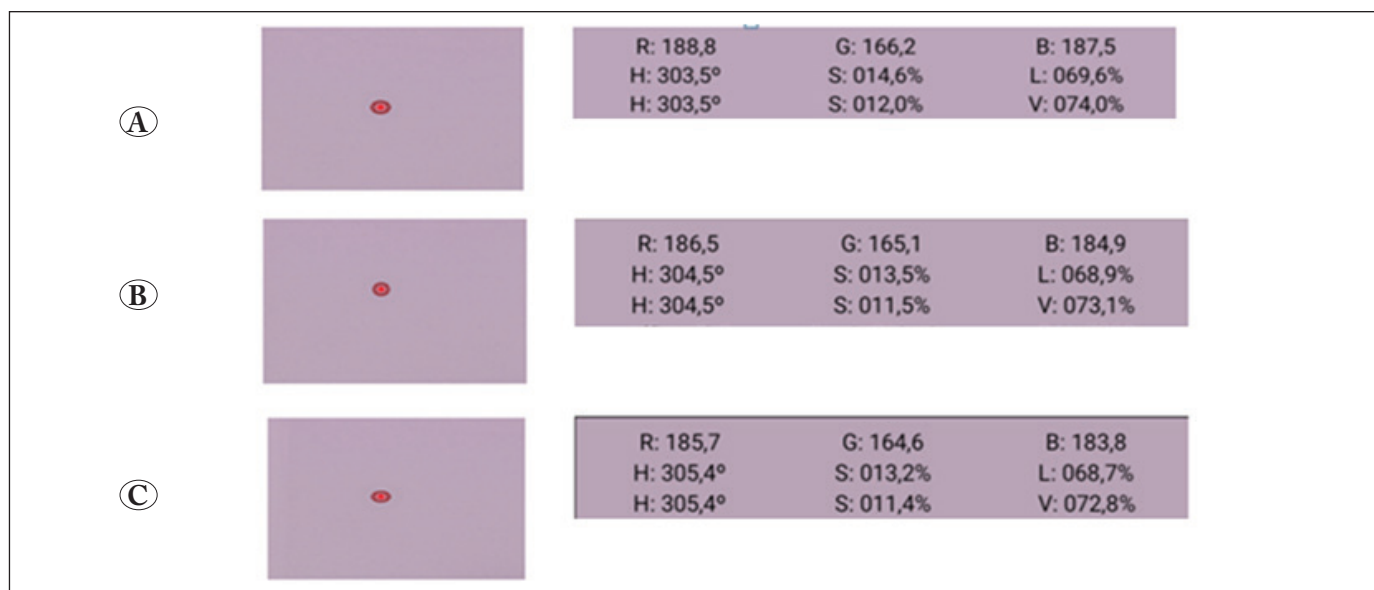 A
R: 188,8 G: 166,2 B: 187,5
H: 303,5º S: 014,6% L: 069,6%
H: 303,5º S: 012,0% V: 074,0%
B
R: 186,5 G: 165,1 B: 184,9
H: 304,5º S: 013,5% L: 068,9%
H: 304,5º S: 011,5% V: 073,1%
C
R: 185,7 G: 164,6 B: 183,8
H: 305,4º S: 013,2% L: 068,7%
H: 305,4º S: 011,4% V: 072,8%